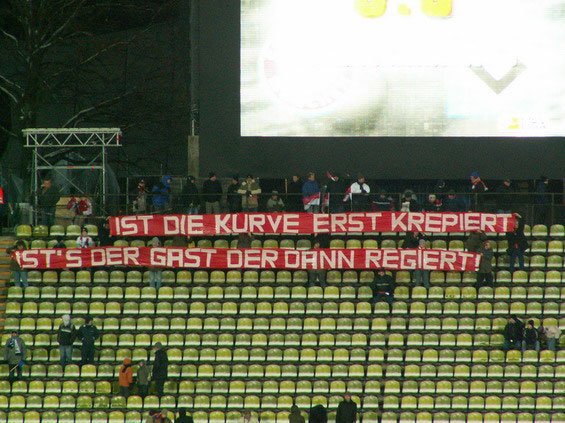 IST DIE KURVE ERST KREPIERT
IST'S DER GAST DER DANN REGIERT!